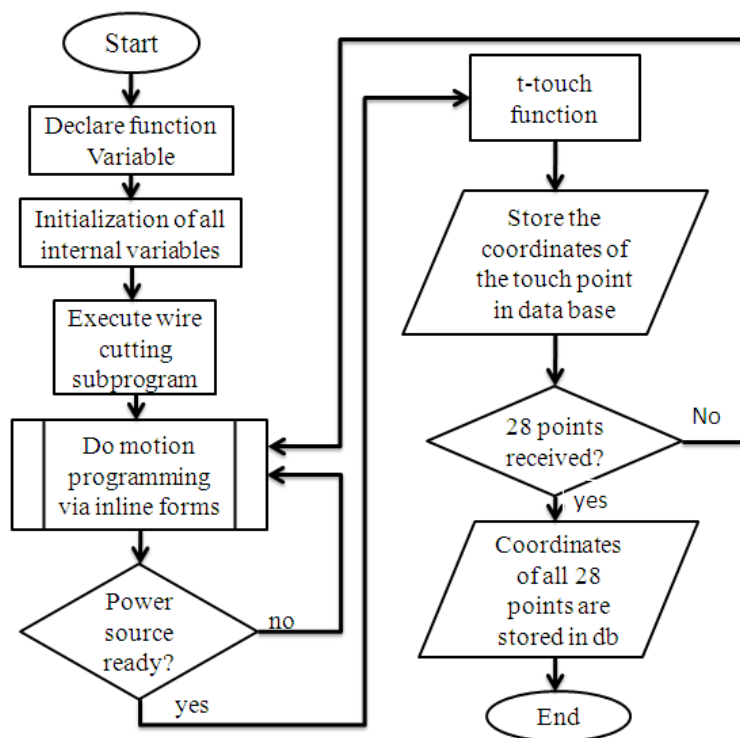 Start
Declare function
Variable
Initialization of all
internal variables
Execute wire
cutting
subprogram
Do motion
programming
via inline forms
Power
source
ready?
no
yes
t-touch
function
Store the
coordinates of
the touch point
in data base
28 points
received?
No
yes
Coordinates
of all 28
points are
stored in db
End